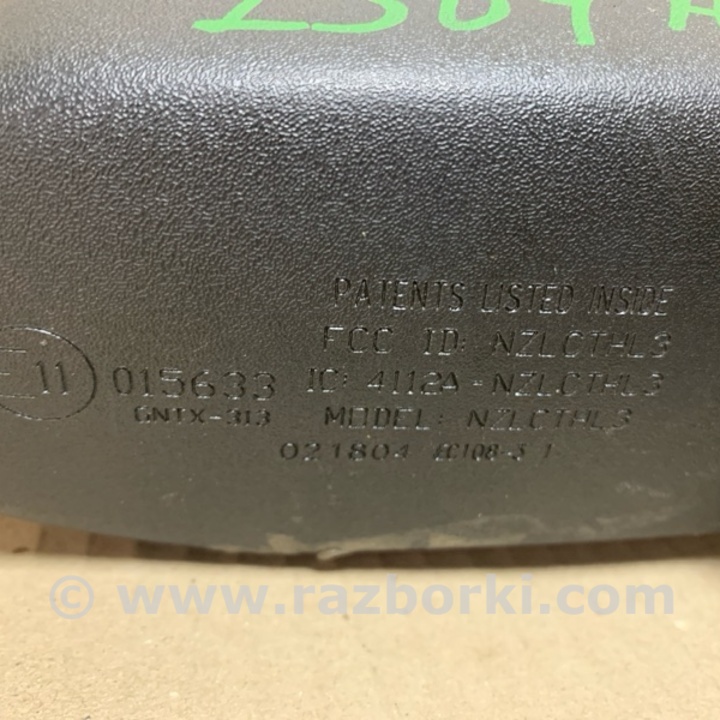 PATENTS LISTED INSIDE
FCC ID: NZLCTHL3
E11 015633 IC: 4112A-NZLCTHL3
GNTX-313 MODEL: NZLCTHL3
021804
© www.razborki.com